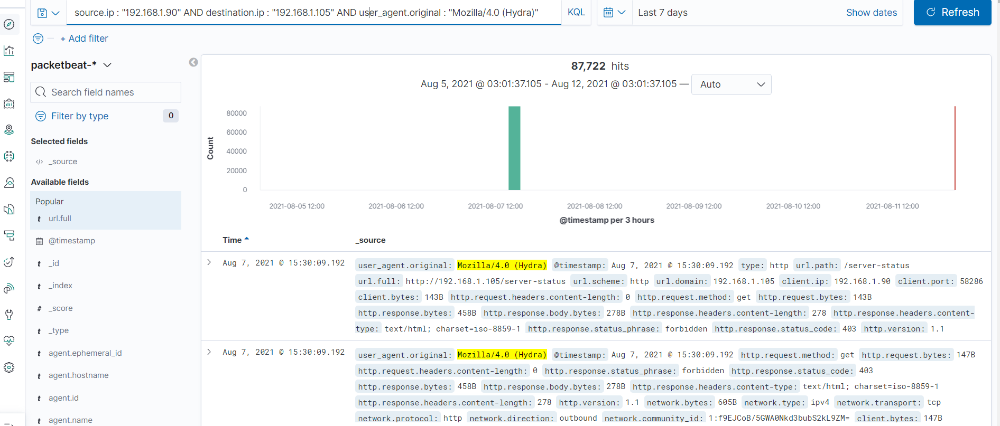 source.ip : "192.168.1.90" AND destination.ip : "192.168.1.105" AND user_agent.original : "Mozilla/4.0 (Hydra)"
KQL
Last 7 days
Show dates
Refresh
+ Add filter
packetbeat-*
Search field names
Filter by type
0
Selected fields
_source
Available fields
Popular
t url.full
@timestamp
t _id
t _index
# _score
t _type
t agent.ephemeral_id
t agent.hostname
t agent.id
t agent.name
87,722 hits
Aug 5, 2021 @ 03:01:37.105 - Aug 12, 2021 @ 03:01:37.105 —
Auto
Count
80000
60000
40000
20000
0
2021-08-05 12:00
2021-08-06 12:00
2021-08-07 12:00
2021-08-08 12:00
2021-08-09 12:00
2021-08-10 12:00
2021-08-11 12:00
@timestamp per 3 hours
Time
_source
Aug 7, 2021 @ 15:30:09.192
user_agent.original: Mozilla/4.0 (Hydra) @timestamp: Aug 7, 2021 @ 15:30:09.192 type: http url.path: /server-status
url.full: http://192.168.1.105/server-status url.scheme: http url.domain: 192.168.1.105 client.ip: 192.168.1.90 client.port: 58286
client.bytes: 143B http.request.headers.content-length: 0 http.request.method: get http.request.bytes: 143B
http.response.bytes: 458B http.response.body.bytes: 278B http.response.headers.content-length: 278 http.response.headers.content-
type: text/html; charset=iso-8859-1 http.response.status_phrase: forbidden http.response.status_code: 403 http.version: 1.1
Aug 7, 2021 @ 15:30:09.192
user_agent.original: Mozilla/4.0 (Hydra) @timestamp: Aug 7, 2021 @ 15:30:09.192 http.request.method: get http.request.bytes: 147B
http.request.headers.content-length: 0 http.response.status_phrase: forbidden http.response.status_code: 403
http.response.bytes: 458B http.response.body.bytes: 278B http.response.headers.content-type: text/html; charset=iso-8859-1
http.response.headers.content-length: 278 http.version: 1.1 network.bytes: 605B network.type: ipv4 network.transport: tcp
network.protocol: http network.direction: outbound network.community_id: 1:f9EJCoB/5GWA0Nkd3bubS2kL9ZM= client.bytes: 147B